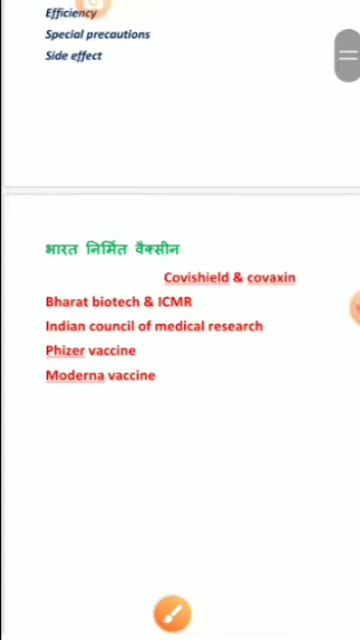 Efficiency
Special precautions
Side effect
भारत निर्मित वैक्सीन
Covishield & covaxin
Bharat biotech & ICMR
Indian council of medical research
Phizer vaccine
Moderna vaccine